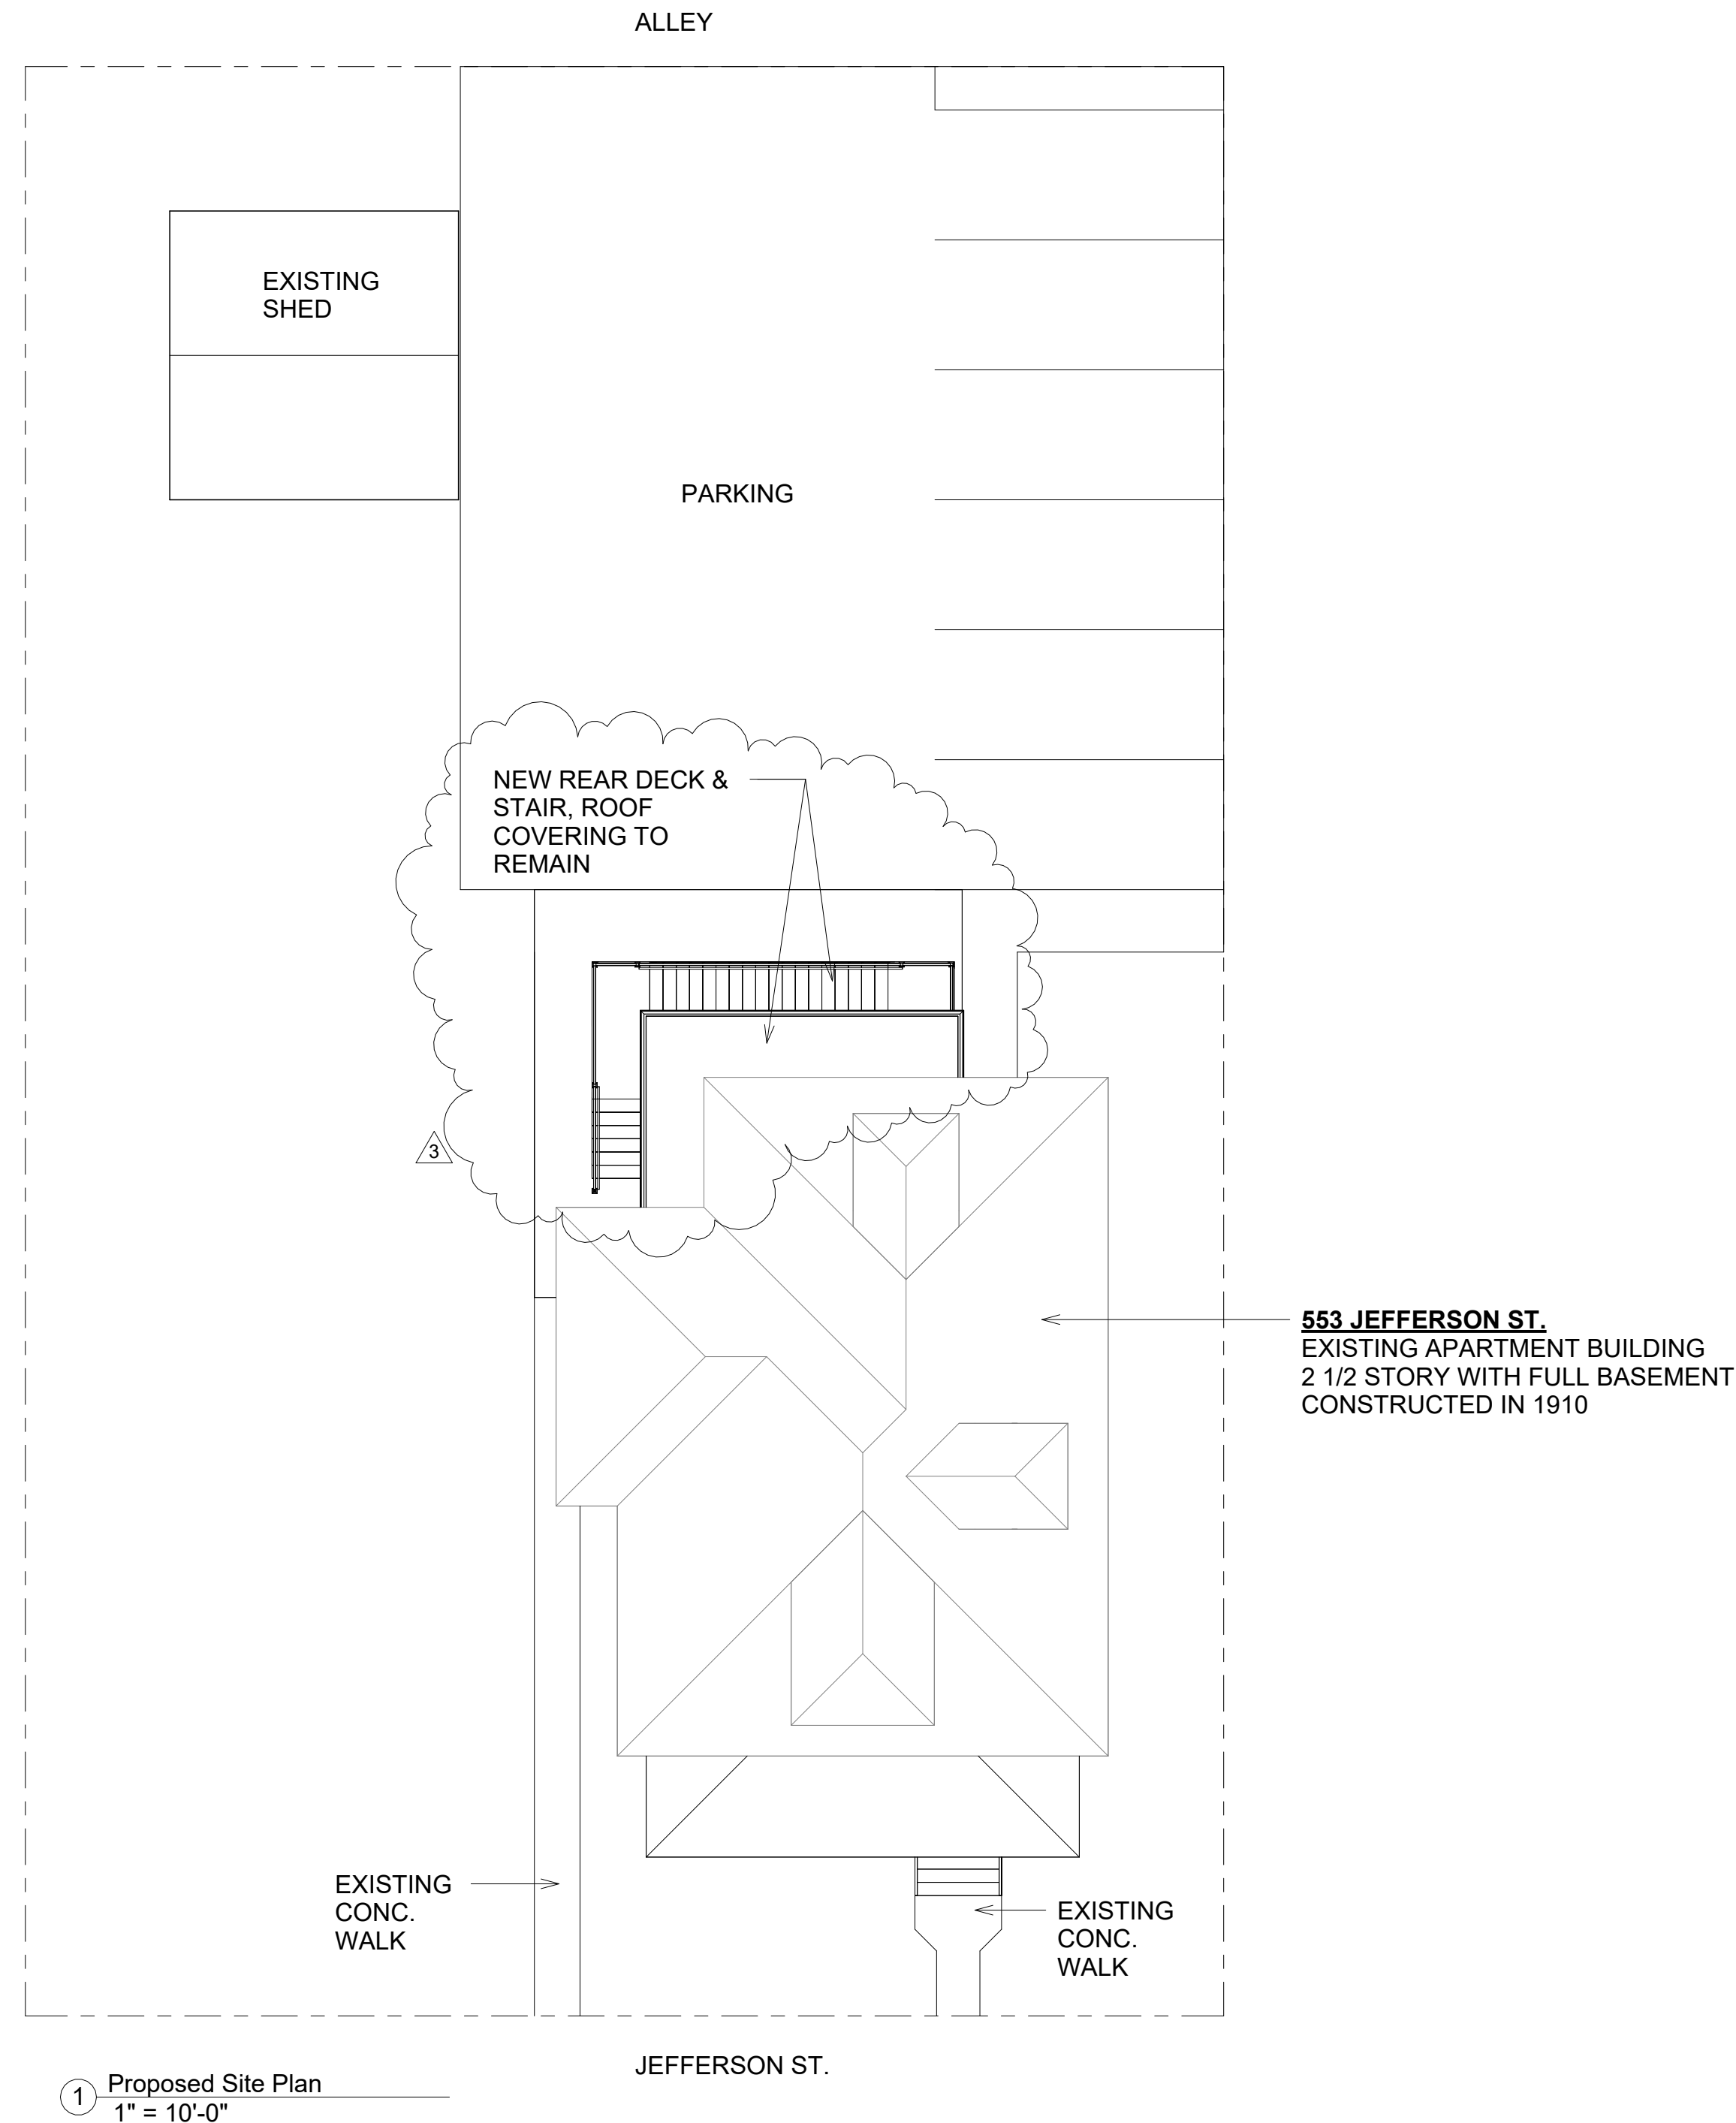 ALLEY
EXISTING
SHED
PARKING
NEW REAR DECK &
STAIR, ROOF
COVERING TO
REMAIN
3
553 JEFFERSON ST.
EXISTING APARTMENT BUILDING
2 1/2 STORY WITH FULL BASEMENT
CONSTRUCTED IN 1910
EXISTING
CONC.
WALK
EXISTING
CONC.
WALK
JEFFERSON ST.
1
Proposed Site Plan
1" = 10'-0"